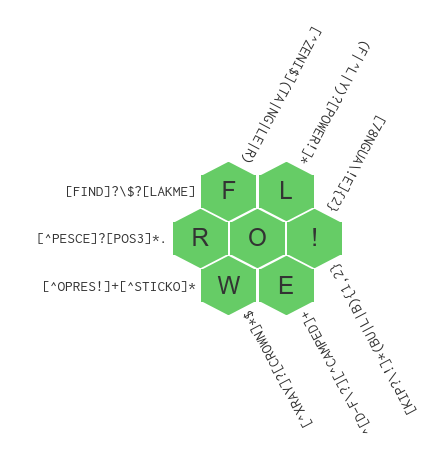 [^ZENI$](TA|NG|LE|R)
(F|^L|Y)?[POWER!]*
[78NGUA\!E]{2}
[FIND]?\$?[LAKME]
F L
[^PESCE]?[POS3]*.
R O !
[^OPRES!]+[^STICKO]*
W E
[^XRAY]?[CROWN]*$
^[D-F\?][^CAMPED]+
[KIP?\!]*(BU|L|B){1,2}